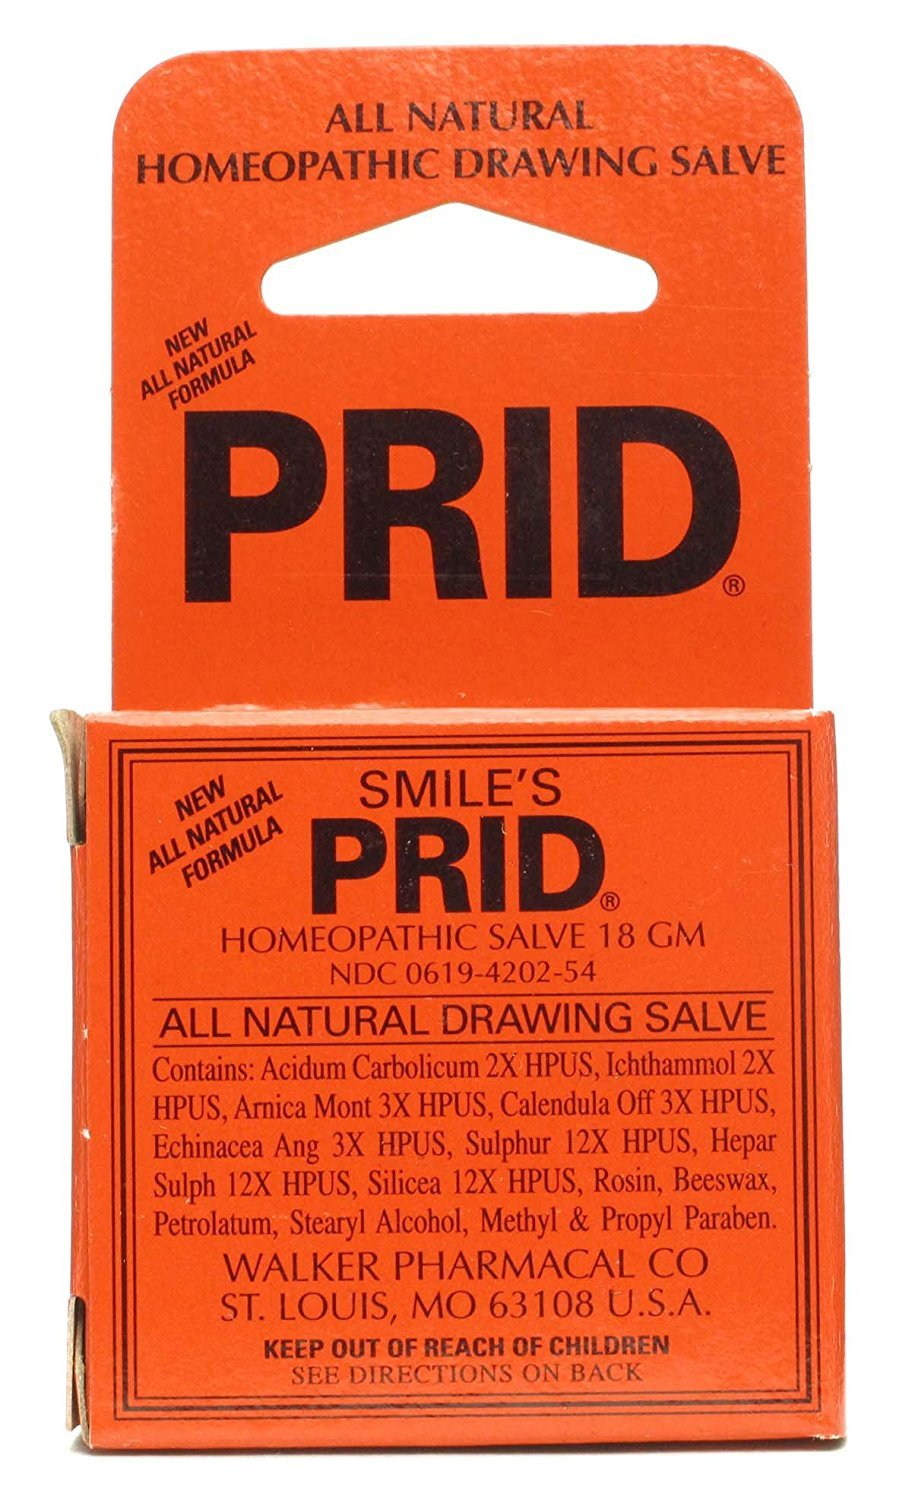 ALL NATURAL
HOMEOPATHIC DRAWING SALVE
NEW
ALL NATURAL
FORMULA
PRID®
NEW
ALL NATURAL
FORMULA
SMILE'S
PRID®
HOMEOPATHIC SALVE 18 GM
NDC 0619-4202-54
ALL NATURAL DRAWING SALVE
Contains: Acidum Carbolicum 2X HPUS, Ichthammol 2X
HPUS, Arnica Mont 3X HPUS, Calendula Off 3X HPUS,
Echinacea Ang 3X HPUS, Sulphur 12X HPUS, Hepar
Sulph 12X HPUS, Silicea 12X HPUS, Rosin, Beeswax,
Petrolatum, Stearyl Alcohol, Methyl & Propyl Paraben.
WALKER PHARMACAL CO
ST. LOUIS, MO 63108 U.S.A.
KEEP OUT OF REACH OF CHILDREN
SEE DIRECTIONS ON BACK